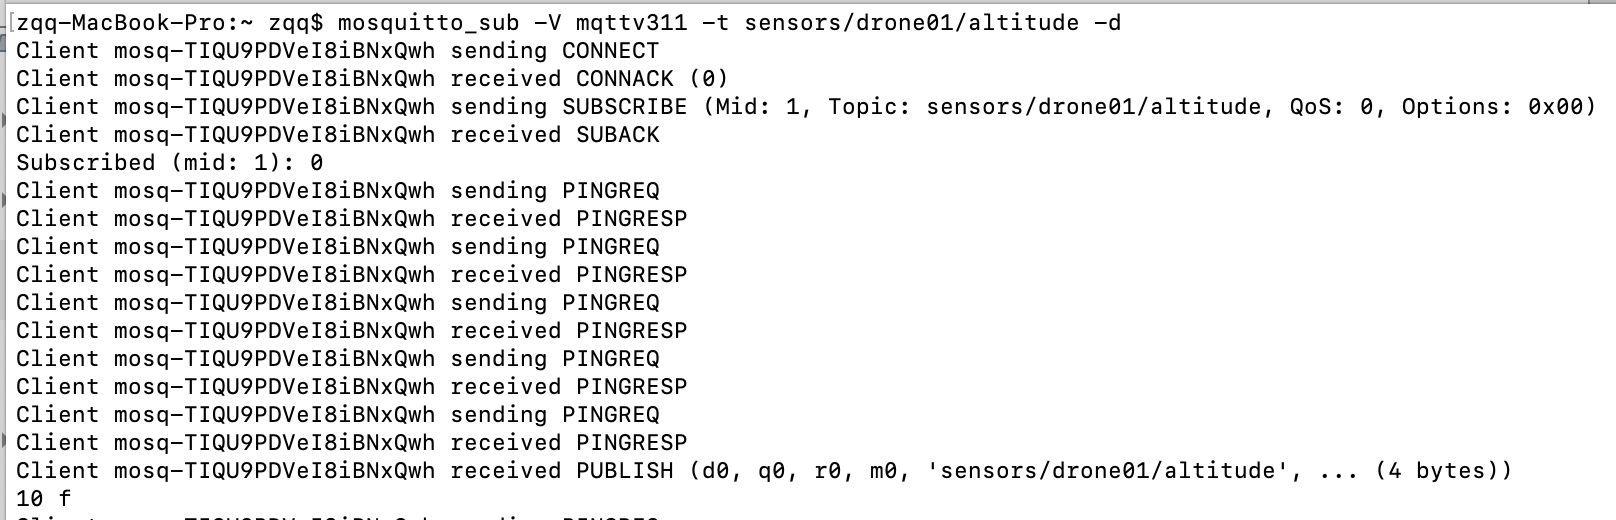 zqq-MacBook-Pro:~ zqq$ mosquitto_sub -V mqttv311 -t sensors/drone01/altitude -d
Client mosq-TIQU9PDVeI8iBNxQwh sending CONNECT
Client mosq-TIQU9PDVeI8iBNxQwh received CONNACK (0)
Client mosq-TIQU9PDVeI8iBNxQwh sending SUBSCRIBE (Mid: 1, Topic: sensors/drone01/altitude, QoS: 0, Options: 0x00)
Client mosq-TIQU9PDVeI8iBNxQwh received SUBACK
Subscribed (mid: 1): 0
Client mosq-TIQU9PDVeI8iBNxQwh sending PINGREQ
Client mosq-TIQU9PDVeI8iBNxQwh received PINGRESP
Client mosq-TIQU9PDVeI8iBNxQwh sending PINGREQ
Client mosq-TIQU9PDVeI8iBNxQwh received PINGRESP
Client mosq-TIQU9PDVeI8iBNxQwh sending PINGREQ
Client mosq-TIQU9PDVeI8iBNxQwh received PINGRESP
Client mosq-TIQU9PDVeI8iBNxQwh sending PINGREQ
Client mosq-TIQU9PDVeI8iBNxQwh received PINGRESP
Client mosq-TIQU9PDVeI8iBNxQwh sending PINGREQ
Client mosq-TIQU9PDVeI8iBNxQwh received PINGRESP
Client mosq-TIQU9PDVeI8iBNxQwh received PUBLISH (d0, q0, r0, m0, 'sensors/drone01/altitude', ... (4 bytes))
10 f